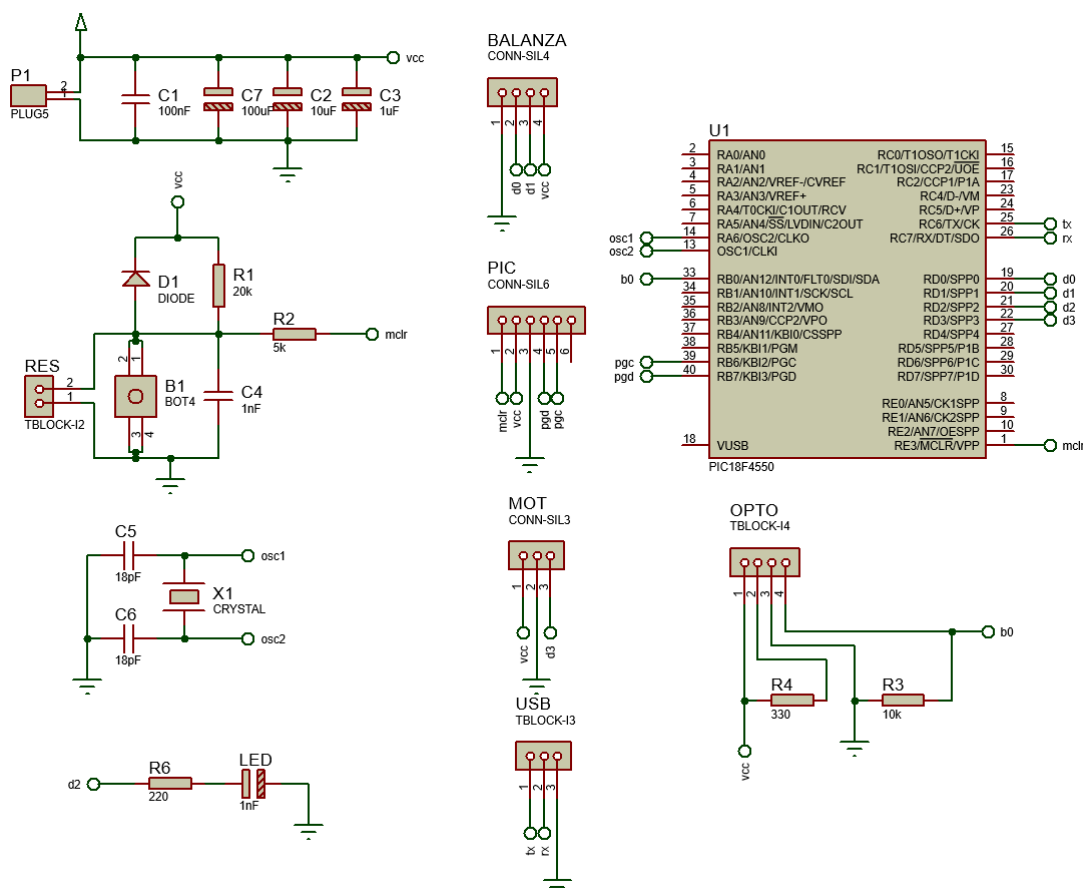 P1
PLUG5
2
1
vcc
C1
100nF
C7
100uF
C2
10uF
C3
1uF
vcc
D1
DIODE
R1
20k
R2
5k
mclr
RES
2
1
TBLOCK-I2
2
1
B1
BOT4
3
4
C4
1nF
C5
18pF
osc1
X1
CRYSTAL
C6
18pF
osc2
d2
R6
220
LED
1nF
BALANZA
CONN-SIL4
1
2
3
4
d0
d1
vcc
PIC
CONN-SIL6
1
2
3
4
5
6
mclr
vcc
pgd
pgc
MOT
CONN-SIL3
1
2
3
vcc
d3
USB
TBLOCK-I3
1
2
3
tx
rx
U1
2 RA0/AN0
3 RA1/AN1
4 RA2/AN2/VREF-/CVREF
5 RA3/AN3/VREF+
6 RA4/T0CKI/C1OUT/RCV
7 RA5/AN4/SS/LVDIN/C2OUT
osc1 14 RA6/OSC2/CLKO
osc2 13 OSC1/CLKI
b0 33 RB0/AN12/INT0/FLT0/SDI/SDA
34 RB1/AN10/INT1/SCK/SCL
35 RB2/AN8/INT2/VMO
36 RB3/AN9/CCP2/VPO
37 RB4/AN11/KBI0/CSSPP
38 RB5/KBI1/PGM
pgc 39 RB6/KBI2/PGC
pgd 40 RB7/KBI3/PGD
18 VUSB
RC0/T1OSO/T1CKI 15
RC1/T1OSI/CCP2/UOE 16
RC2/CCP1/P1A 17
RC4/D-/VM 23
RC5/D+/VP 24
RC6/TX/CK 25 tx
RC7/RX/DT/SDO 26 rx
RD0/SPP0 19 d0
RD1/SPP1 20 d1
RD2/SPP2 21 d2
RD3/SPP3 22 d3
RD4/SPP4 27
RD5/SPP5/P1B 28
RD6/SPP6/P1C 29
RD7/SPP7/P1D 30
RE0/AN5/CK1SPP 8
RE1/AN6/CK2SPP 9
RE2/AN7/OESPP 10
RE3/MCLR/VPP 1 mclr
PIC18F4550
OPTO
TBLOCK-I4
1
2
3
4
b0
R4
330
R3
10k
vcc